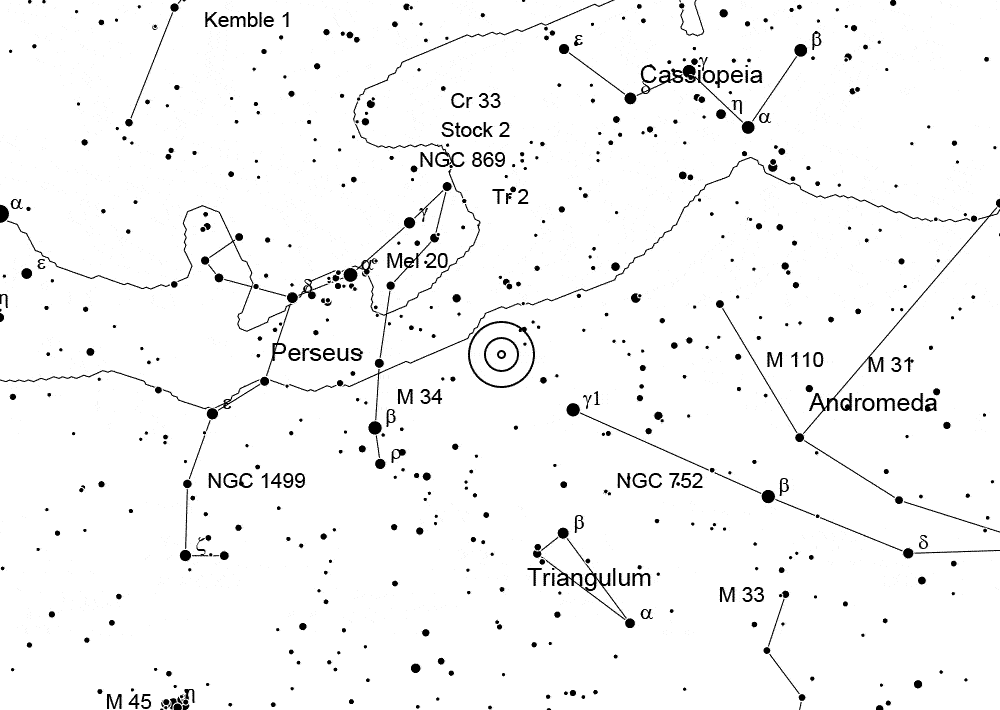 Kemble 1
ε
β
γ
Cassiopeia
δ
Cr 33
η
α
Stock 2
NGC 869
Tr 2
α
γ
ε
α
Mel 20
η
δ
Perseus
M 110
M 31
M 34
γ1
Andromeda
ε
β
ρ
NGC 1499
NGC 752
β
β
ζ
δ
Triangulum
M 33
α
M 45
η